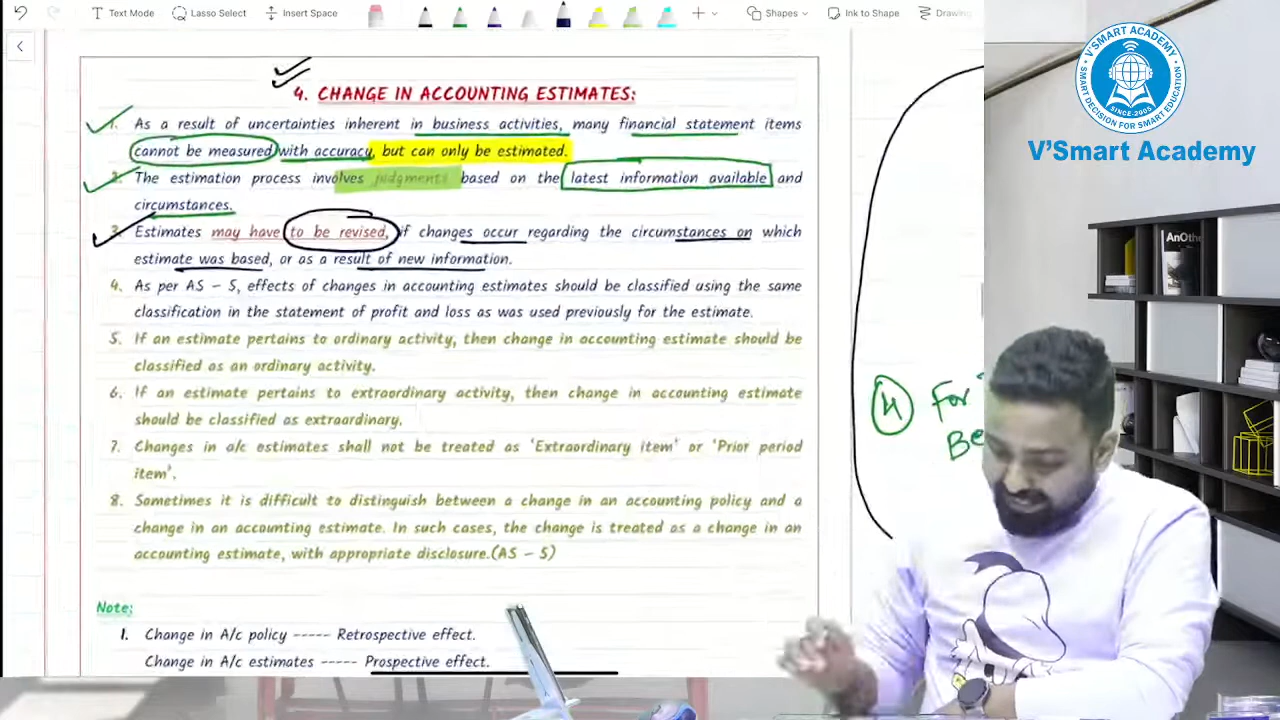 Text Mode
Lasso Select
Insert Space
Shapes
Ink to Shape
Drawing
4. CHANGE IN ACCOUNTING ESTIMATES:
1. As a result of uncertainties inherent in business activities, many financial statement items
cannot be measured with accuracy, but can only be estimated.
2. The estimation process involves judgments based on the latest information available and
circumstances.
3. Estimates may have to be revised, if changes occur regarding the circumstances on which
estimate was based, or as a result of new information.
4. As per AS – 5, effects of changes in accounting estimates should be classified using the same
classification in the statement of profit and loss as was used previously for the estimate.
5. If an estimate pertains to ordinary activity, then change in accounting estimate should be
classified as an ordinary activity.
6. If an estimate pertains to extraordinary activity, then change in accounting estimate
should be classified as extraordinary.
7. Changes in a/c estimates shall not be treated as 'Extraordinary item' or 'Prior period
item'.
8. Sometimes it is difficult to distinguish between a change in an accounting policy and a
change in an accounting estimate. In such cases, the change is treated as a change in an
accounting estimate, with appropriate disclosure.(AS – 5)
Note:
1. Change in A/c policy ----- Retrospective effect.
Change in A/c estimates ----- Prospective effect.
4 For
Be
V'SMART ACADEMY
SINCE-2005
SMART DECISION FOR SMART EDUCATION
V'Smart Academy
AnOthe